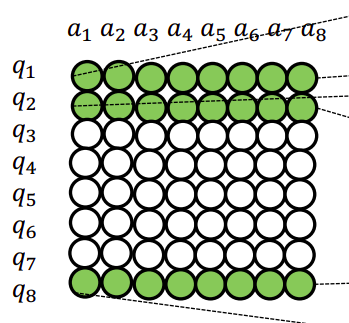 a₁ a₂ a₃ a₄ a₅ a₆ a₇ a₈
q₁
q₂
q₃
q₄
q₅
q₆
q₇
q₈